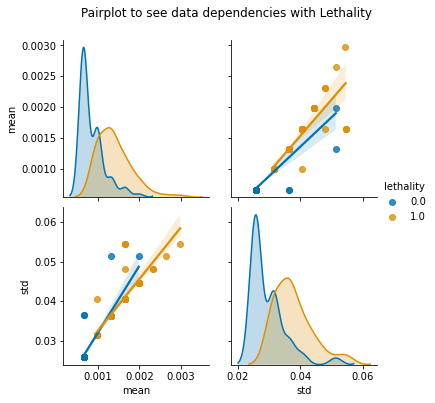 Pairplot to see data dependencies with Lethality
0.0030
0.0025
0.0020
0.0015
0.0010
mean
lethality
0.0
1.0
0.06
0.05
0.04
0.03
std
0.001 0.002 0.003
mean
0.02 0.04 0.06
std